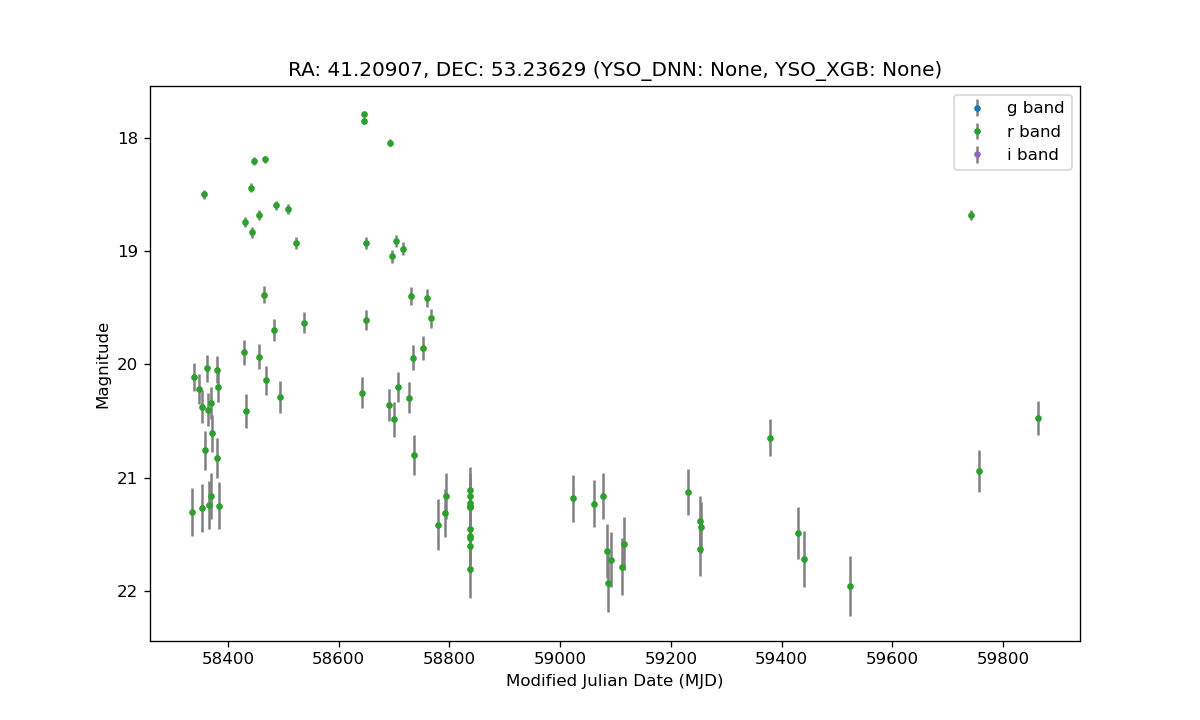 RA: 41.20907, DEC: 53.23629 (YSO_DNN: None, YSO_XGB: None)
g band
r band
i band
18
19
20
21
22
Magnitude
58400 58600 58800 59000 59200 59400 59600 59800
Modified Julian Date (MJD)